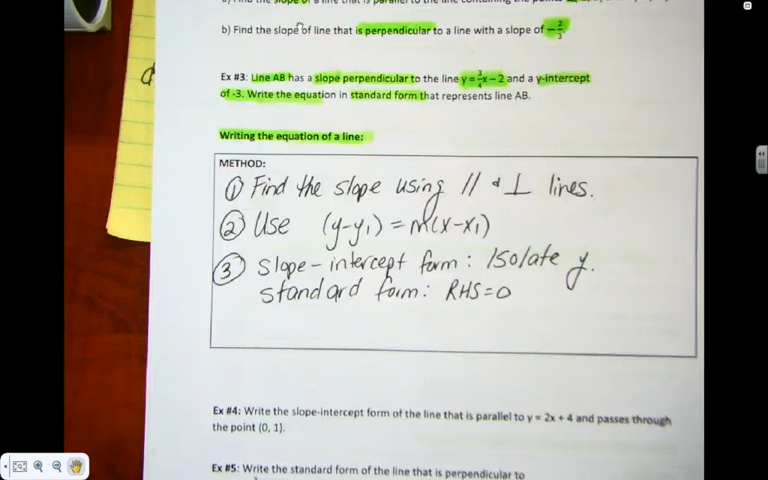 b) Find the slope of line that is perpendicular to a line with a slope of -2/3.
Ex #3: Line AB has a slope perpendicular to the line y = 3/4x - 2 and a y-intercept
of -3. Write the equation in standard form that represents line AB.
Writing the equation of a line:
METHOD:
① Find the slope using // & ⊥ lines.
② Use (y-y₁) = m(x-x₁)
③ Slope-intercept form: Isolate y.
standard form: RHS=0
Ex #4: Write the slope-intercept form of the line that is parallel to y = 2x + 4 and passes through
the point (0, 1).
Ex #5: Write the standard form of the line that is perpendicular to